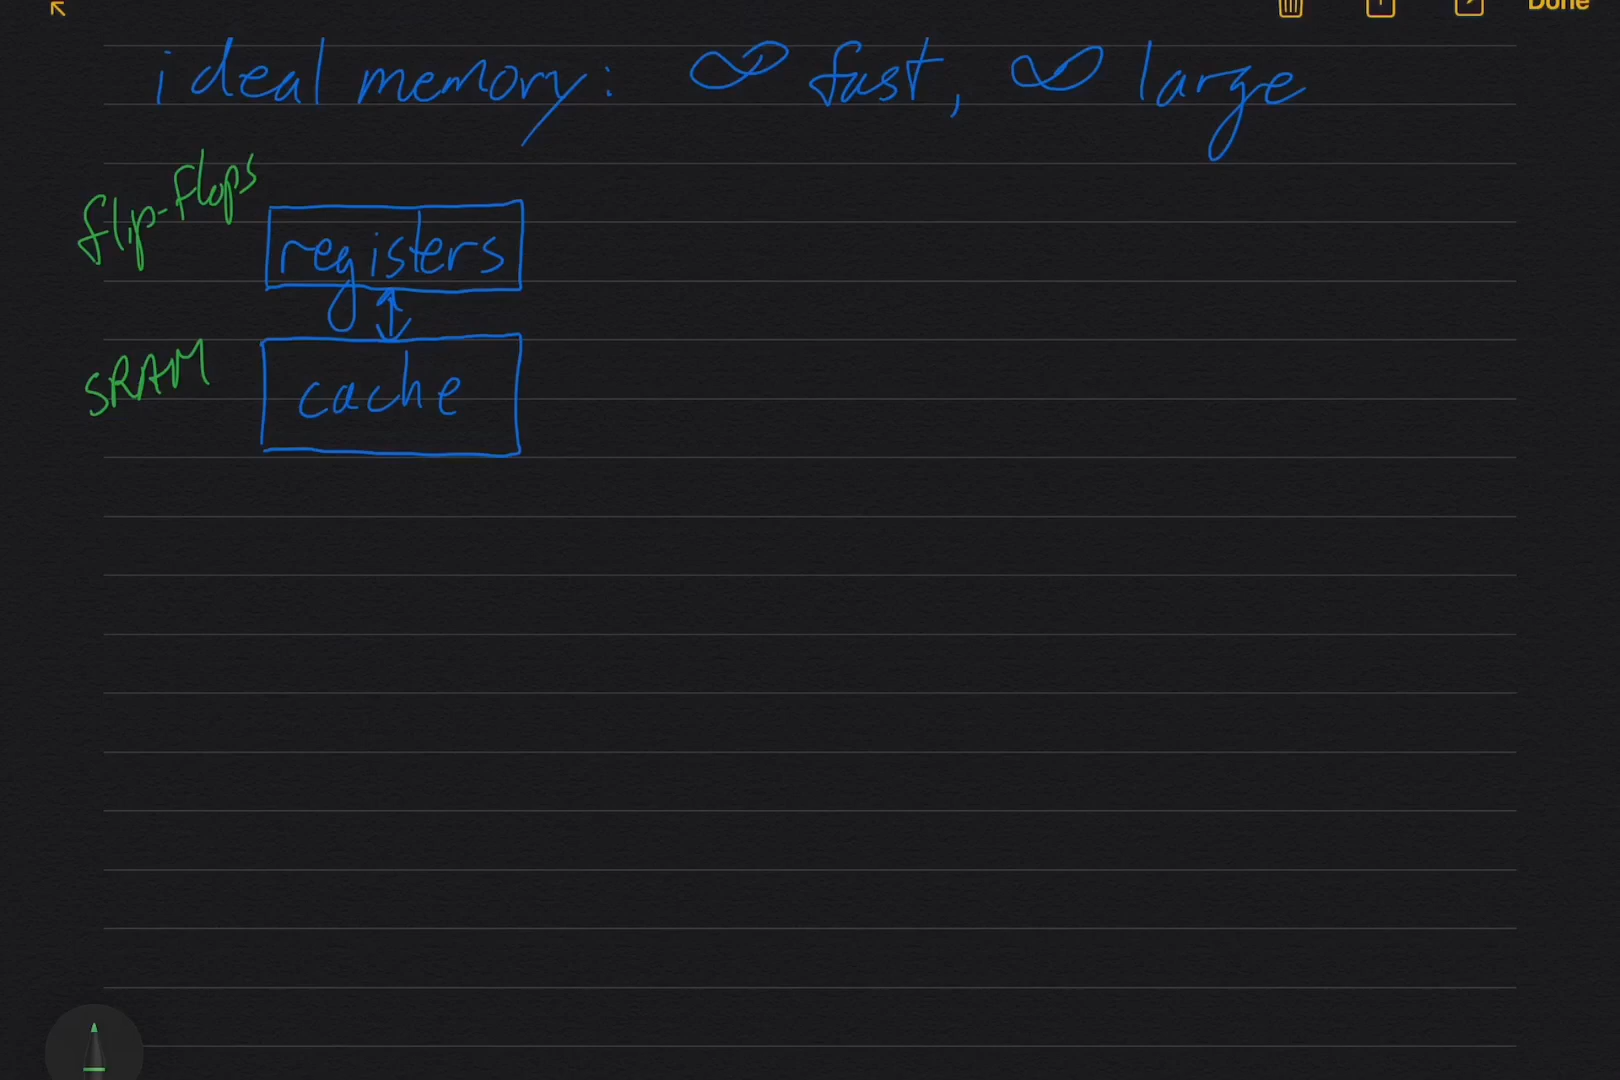 Done
ideal memory: ∞ fast, ∞ large
flip-flops
registers
SRAM
cache